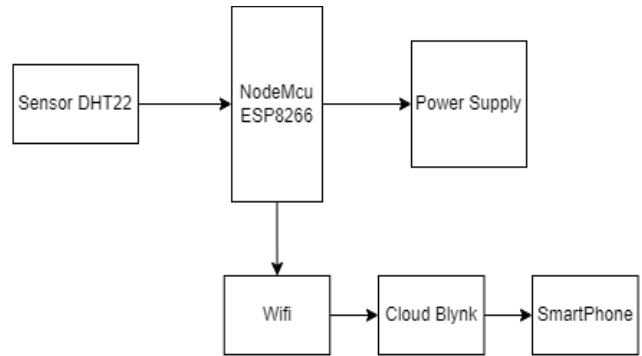 Sensor DHT22
NodeMcu
ESP8266
Power Supply
Wifi
Cloud Blynk
SmartPhone